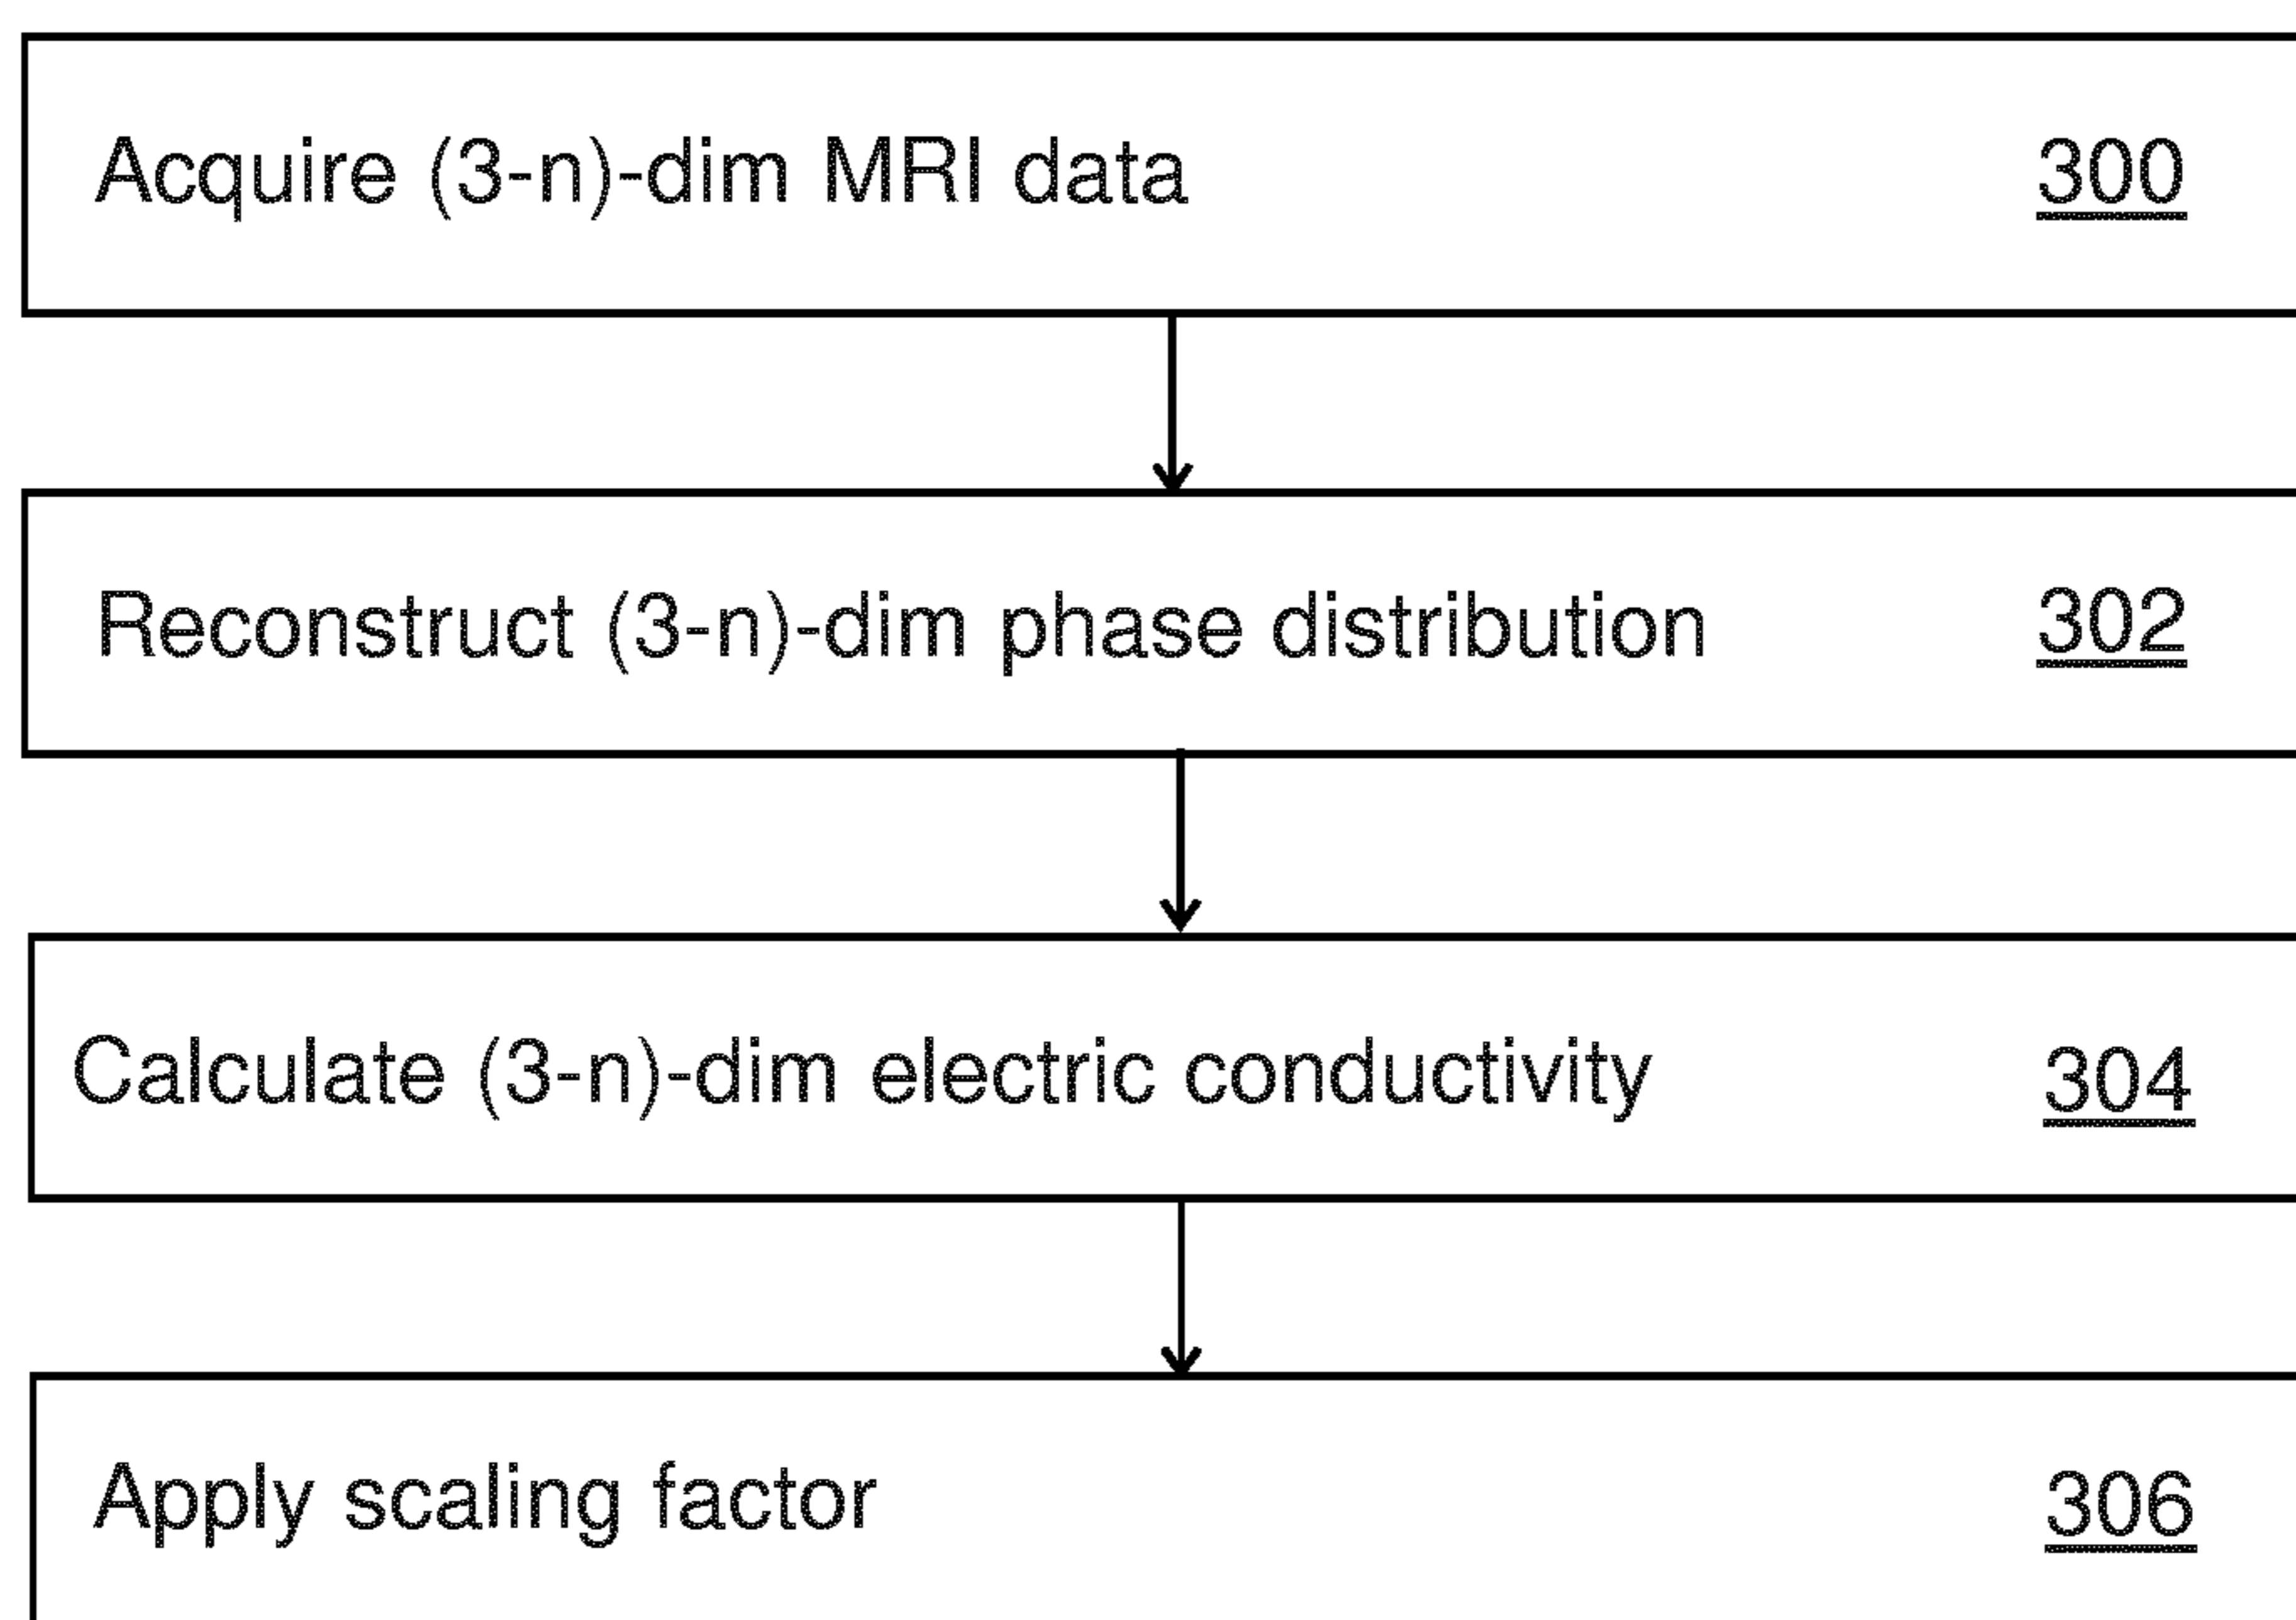 Acquire (3-n)-dim MRI data 300
Reconstruct (3-n)-dim phase distribution 302
Calculate (3-n)-dim electric conductivity 304
Apply scaling factor 306